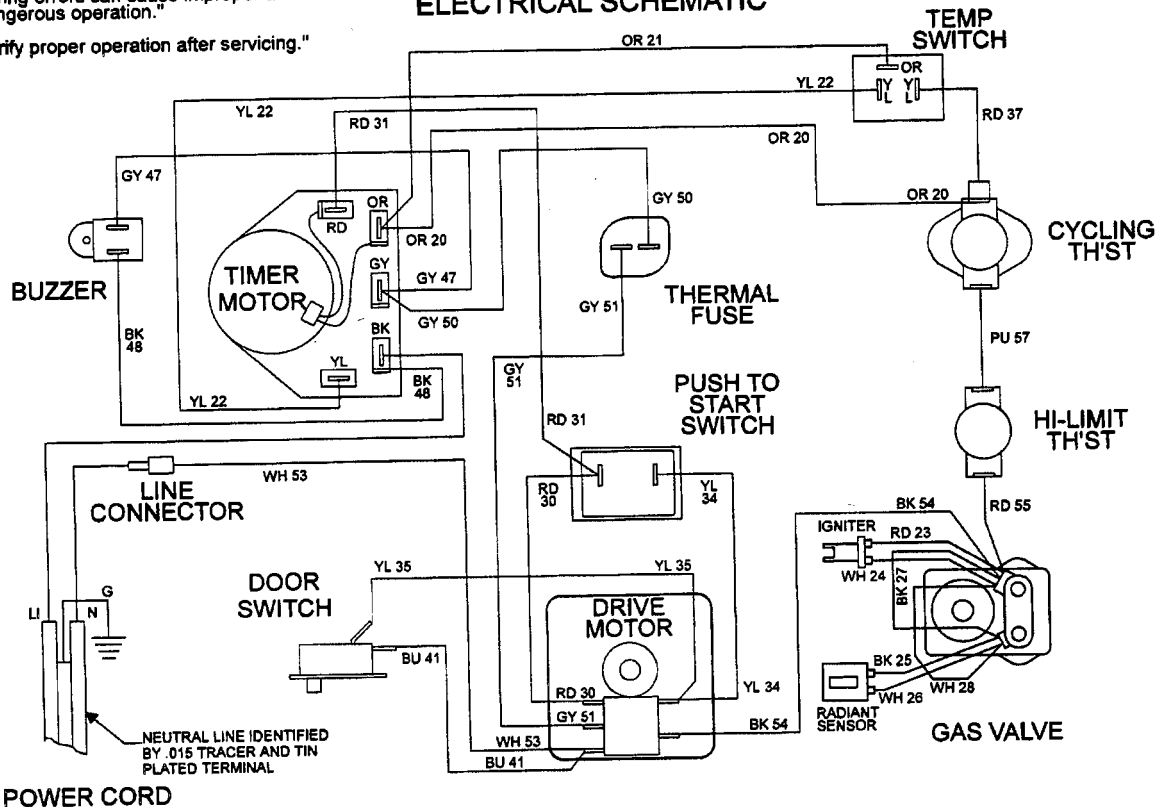 ngerous operation."
ELECTRICAL SCHEMATIC
rify proper operation after servicing."
TEMP
SWITCH
OR 21
OR
YL
YL
YL 22
YL 22
RD 37
RD 31
OR 20
GY 47
GY 50
OR 20
OR
RD
OR 20
CYCLING
TH'ST
BUZZER
TIMER
MOTOR
GY
GY 47
GY 50
THERMAL
FUSE
GY 51
BK
48
BK
PU 57
YL
BK
48
GY
51
PUSH TO
START
SWITCH
YL 22
RD 31
HI-LIMIT
TH'ST
WH 53
LINE
CONNECTOR
RD
30
YL
34
BK 54
RD 55
IGNITER
RD 23
WH 24
BK 27
DOOR
SWITCH
YL 35
YL 35
DRIVE
MOTOR
LI
G
N
BU 41
BK 25
WH 26
WH 28
RADIANT
SENSOR
RD 30
YL 34
GY 51
BK 54
WH 53
BU 41
GAS VALVE
NEUTRAL LINE IDENTIFIED
BY .015 TRACER AND TIN
PLATED TERMINAL
POWER CORD